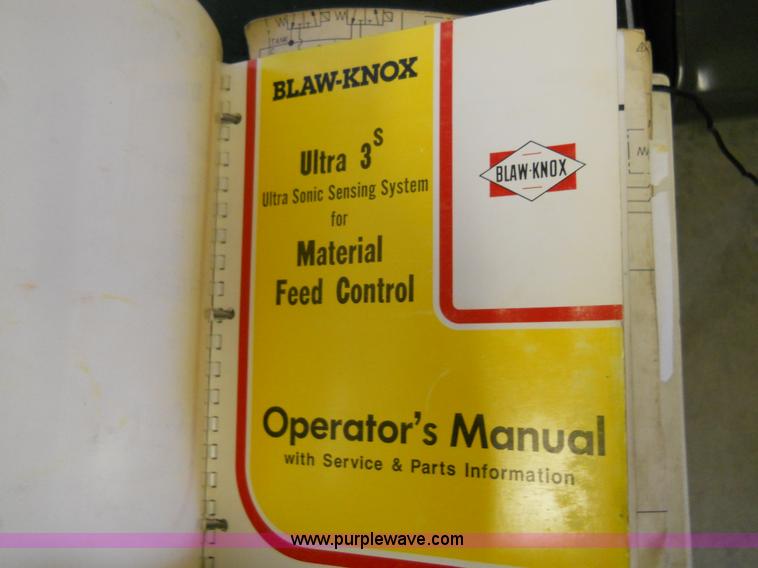 BLAW-KNOX
Ultra 3S
Ultra Sonic Sensing System
for
Material
Feed Control
BLAW-KNOX
Operator's Manual
with Service & Parts Information
www.purplewave.com